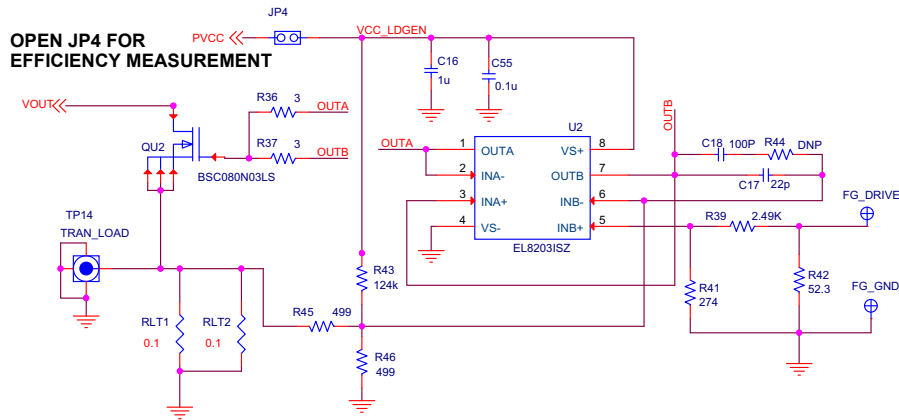 JP4
OPEN JP4 FOR
EFFICIENCY MEASUREMENT
PVCC
VCC_LDGEN
C16
1u
C55
0.1u
VOUT
R36 3
OUTA
R37 3
OUTB
QU2
BSC080N03LS
OUTA
U2
1 OUTA VS+ 8
2 INA- OUTB 7
3 INA+ INB- 6
4 VS- INB+ 5
EL8203ISZ
OUTB
C18 100P R44 DNP
C17 22p
FG_DRIVE
R39 2.49K
TP14
TRAN_LOAD
R43
124k
R41
274
R42
52.3
FG_GND
RLT1
0.1
RLT2
0.1
R45 499
R46
499